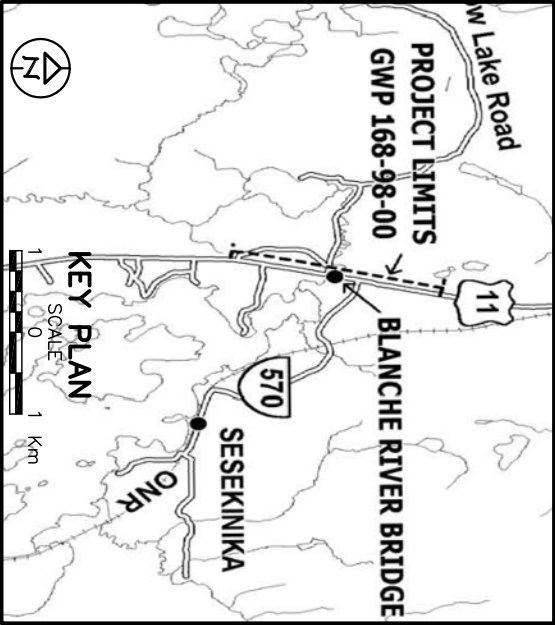 ow Lake Road
PROJECT LIMITS
GWP 168-98-00
11
BLANCHE RIVER BRIDGE
570
SESEKINIKA
ONR
N
KEY PLAN
SCALE
1 0 1 Km